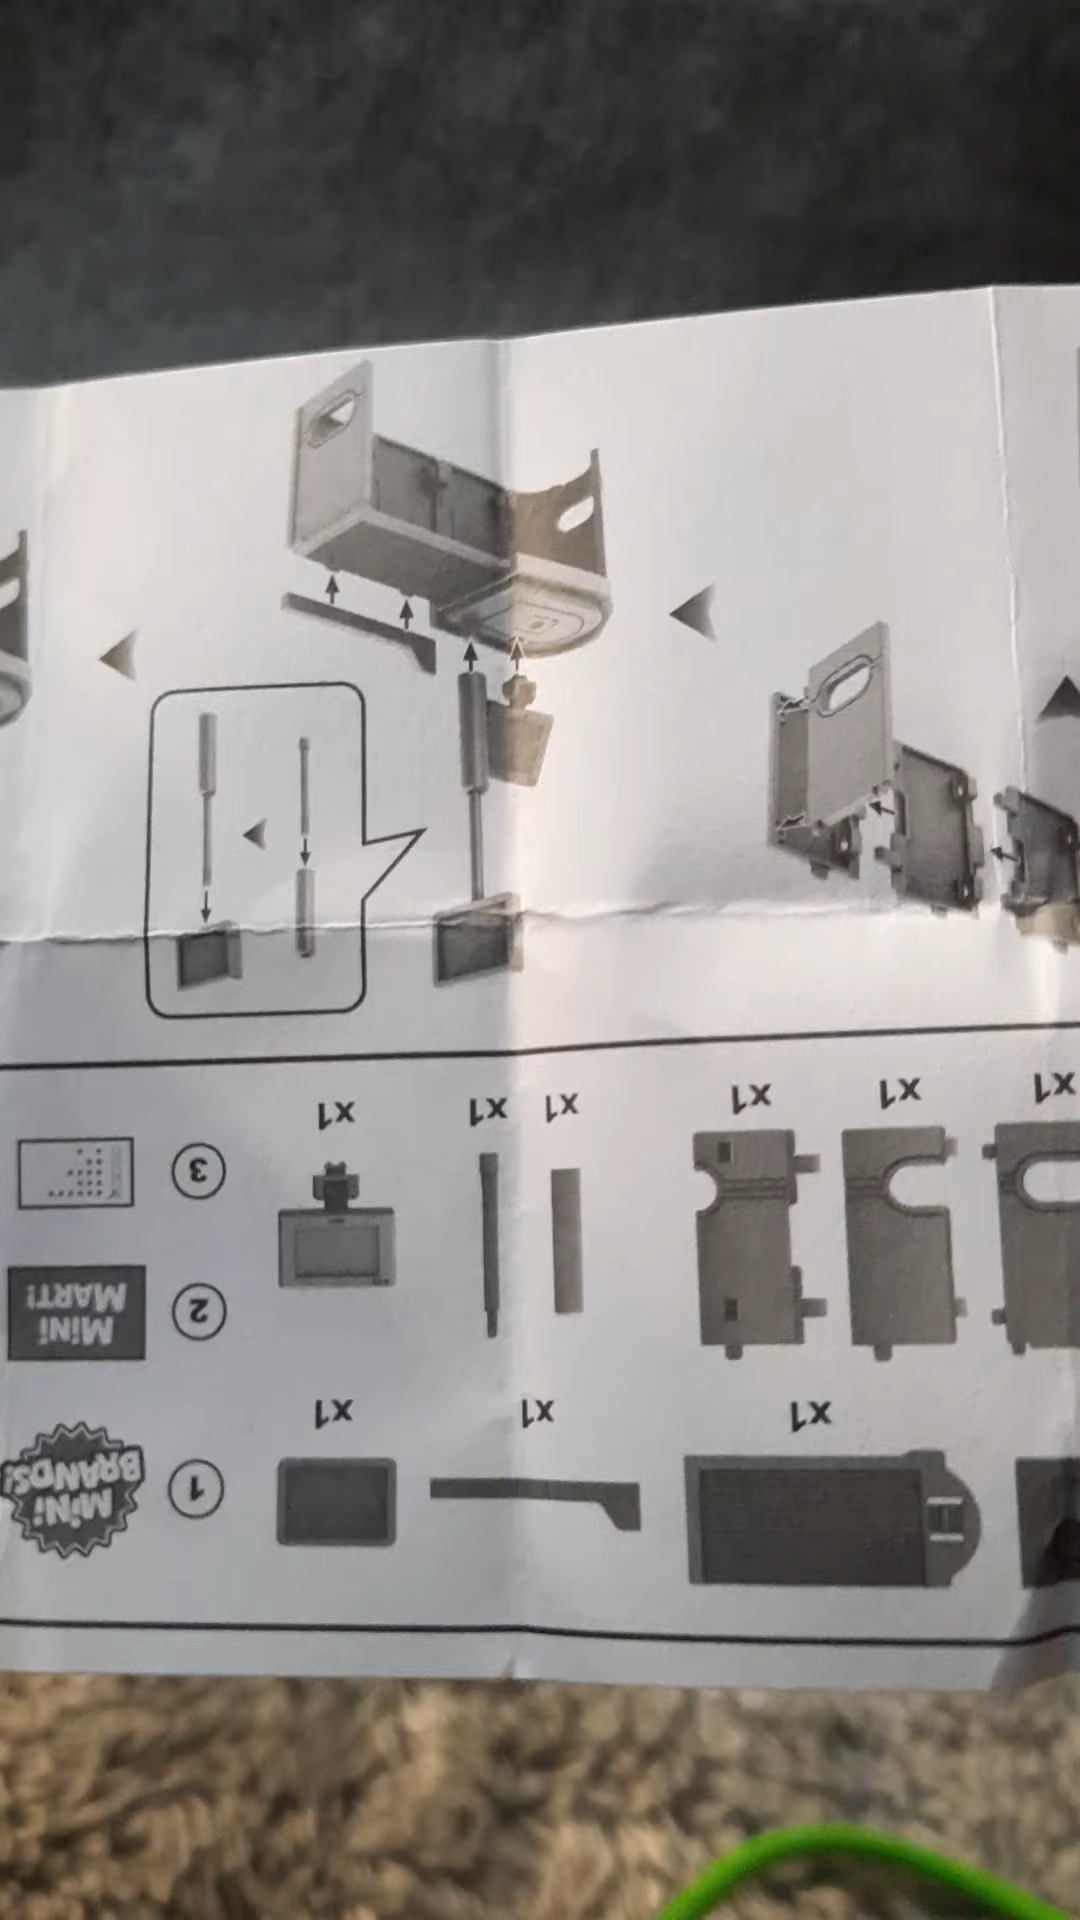 1
MiNi
BRANDS!
x1 x1 x1
2
MiNi
MART!
3
x1 x1 x1 x1 x1 x1